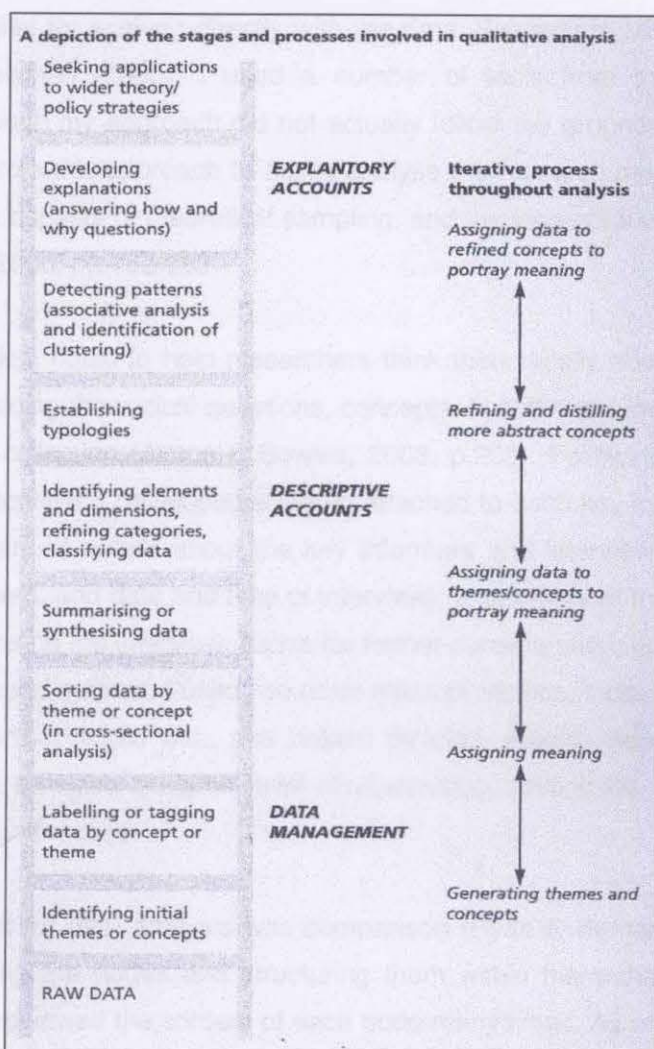 A depiction of the stages and processes involved in qualitative analysis
Seeking applications
to wider theory/
policy strategies
Developing
explanations
(answering how and
why questions)
Detecting patterns
(associative analysis
and identification of
clustering)
Establishing
typologies
Identifying elements
and dimensions,
refining categories,
classifying data
Summarising or
synthesising data
Sorting data by
theme or concept
(in cross-sectional
analysis)
Labelling or tagging
data by concept or
theme
Identifying initial
themes or concepts
RAW DATA
EXPLANTORY
ACCOUNTS
DESCRIPTIVE
ACCOUNTS
DATA
MANAGEMENT
Iterative process
throughout analysis
Assigning data to
refined concepts to
portray meaning
Refining and distilling
more abstract concepts
Assigning data to
themes/concepts to
portray meaning
Assigning meaning
Generating themes and
concepts